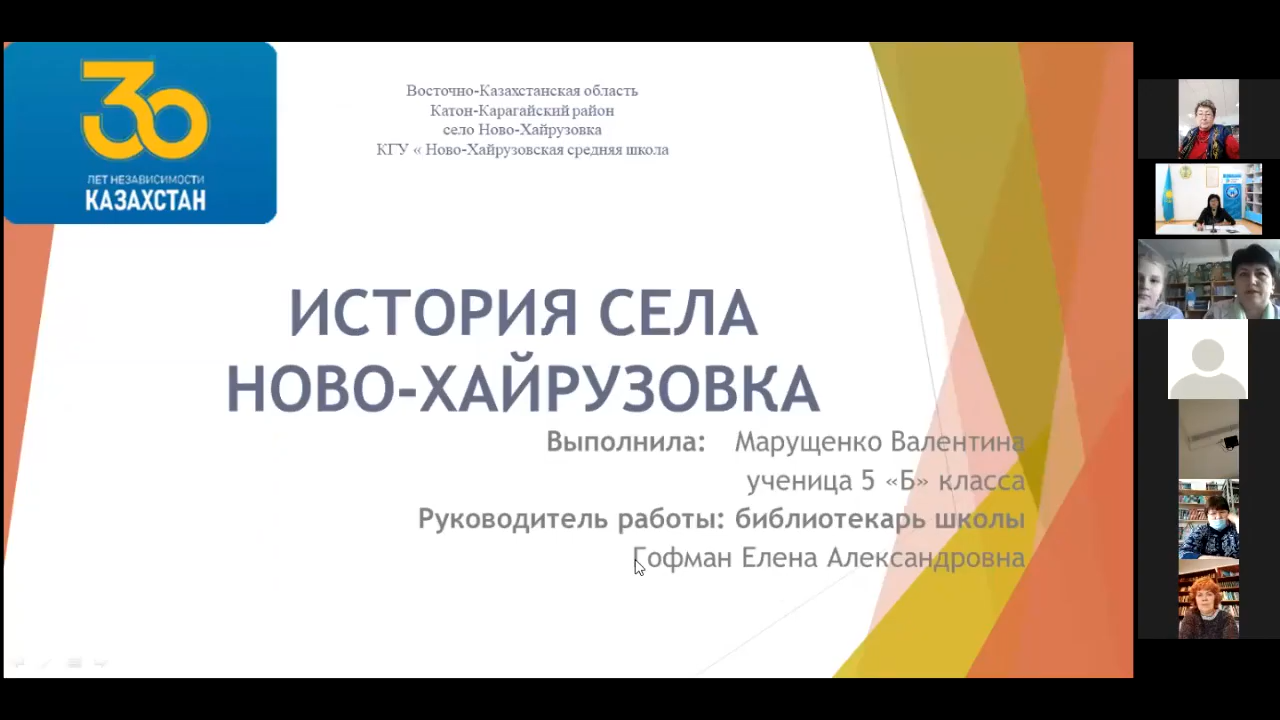 30
ЛЕТ НЕЗАВИСИМОСТИ
КАЗАХСТАН
Восточно-Казахстанская область
Катон-Карагайский район
село Ново-Хайрузовка
КГУ « Ново-Хайрузовская средняя школа
ИСТОРИЯ СЕЛА
НОВО-ХАЙРУЗОВКА
Выполнила: Марущенко Валентина
ученица 5 «Б» класса
Руководитель работы: библиотекарь школы
Гофман Елена Александровна